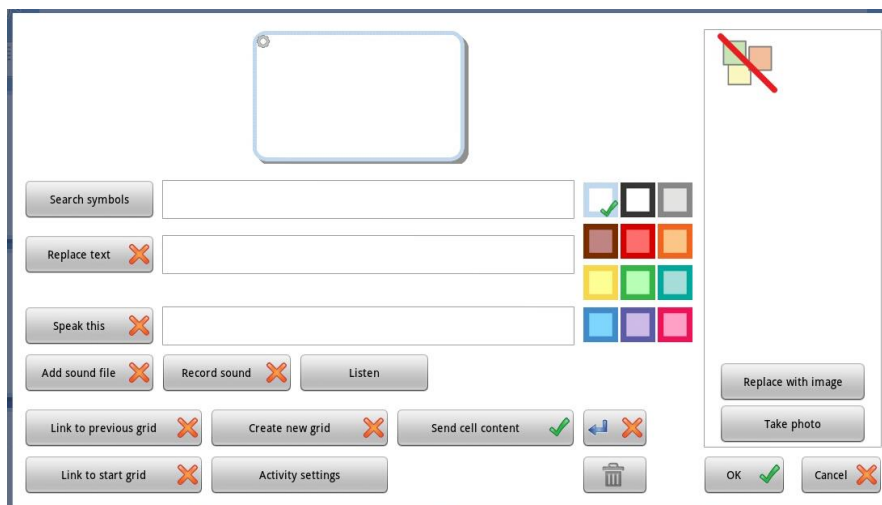 Search symbols
Replace text
Speak this
Add sound file
Record sound
Listen
Replace with image
Take photo
Link to previous grid
Create new grid
Send cell content
Link to start grid
Activity settings
OK
Cancel